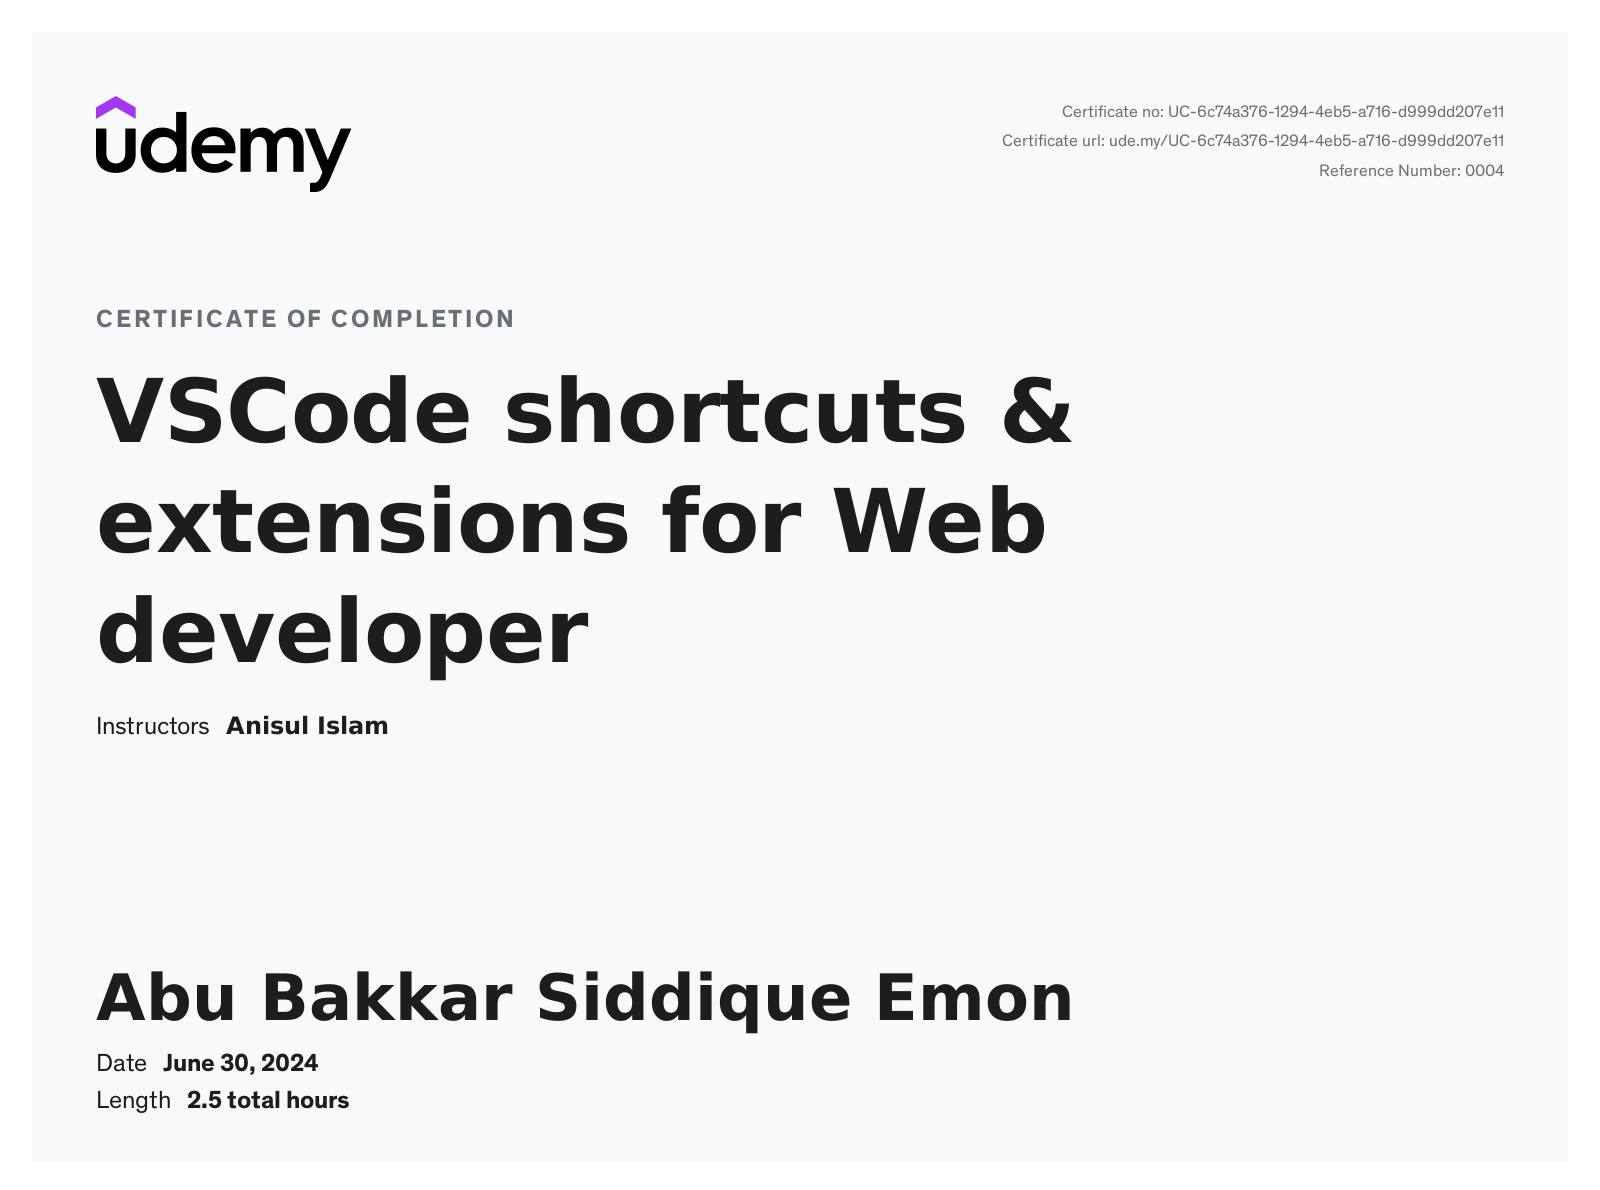 udemy
Certificate no: UC-6c74a376-1294-4eb5-a716-d999dd207e11
Certificate url: ude.my/UC-6c74a376-1294-4eb5-a716-d999dd207e11
Reference Number: 0004
CERTIFICATE OF COMPLETION
VSCode shortcuts &
extensions for Web
developer
Instructors Anisul Islam
Abu Bakkar Siddique Emon
Date June 30, 2024
Length 2.5 total hours